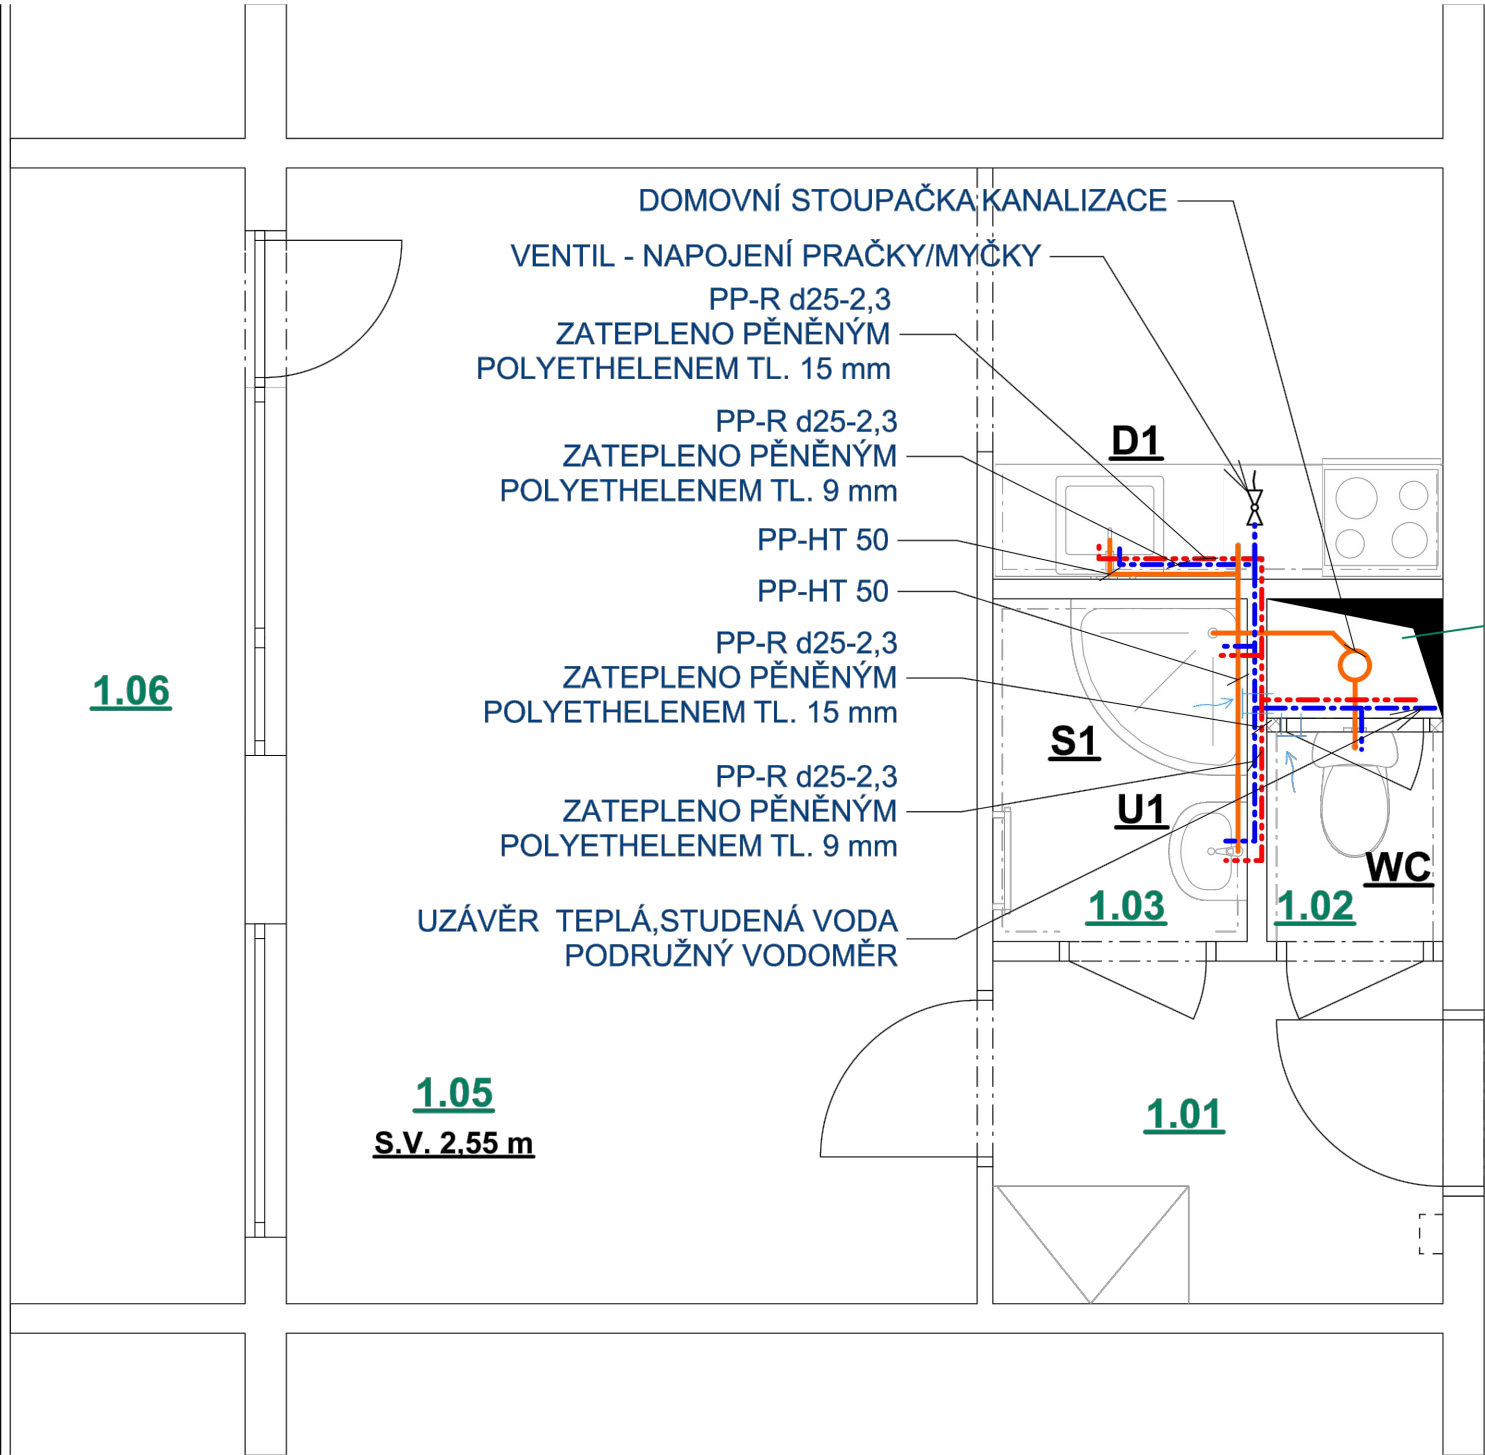 DOMOVNÍ STOUPAČKA KANALIZACE
VENTIL - NAPOJENÍ PRAČKY/MYČKY
PP-R d25-2,3
ZATEPLENO PĚNĚNÝM
POLYETHELENEM TL. 15 mm
PP-R d25-2,3
ZATEPLENO PĚNĚNÝM
POLYETHELENEM TL. 9 mm
D1
PP-HT 50
PP-HT 50
PP-R d25-2,3
ZATEPLENO PĚNĚNÝM
POLYETHELENEM TL. 15 mm
1.06
S1
PP-R d25-2,3
ZATEPLENO PĚNĚNÝM
POLYETHELENEM TL. 9 mm
U1
WC
1.03
1.02
UZÁVĚR TEPLÁ,STUDENÁ VODA
PODRUŽNÝ VODOMĚR
1.05
S.V. 2,55 m
1.01